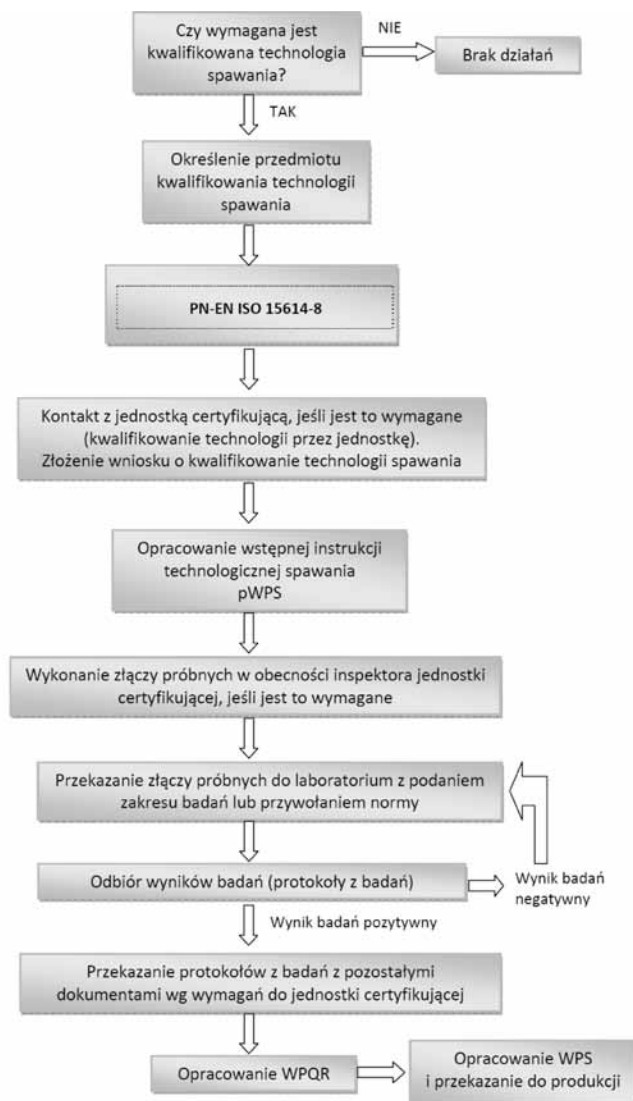 Czy wymagana jest
kwalifikowana technologia
spawania?
NIE
Brak działań
TAK
Określenie przedmiotu
kwalifikowania technologii
spawania
PN-EN ISO 15614-8
Kontakt z jednostką certyfikującą, jeśli jest to wymagane
(kwalifikowanie technologii przez jednostkę).
Złożenie wniosku o kwalifikowanie technologii spawania
Opracowanie wstępnej instrukcji
technologicznej spawania
pWPS
Wykonanie złączy próbnych w obecności inspektora jednostki
certyfikującej, jeśli jest to wymagane
Przekazanie złączy próbnych do laboratorium z podaniem
zakresu badań lub przywołaniem normy
Odbiór wyników badań (protokoły z badań)
Wynik badań
negatywny
Wynik badań pozytywny
Przekazanie protokołów z badań z pozostałymi
dokumentami wg wymagań do jednostki certyfikującej
Opracowanie WPQR
Opracowanie WPS
i przekazanie do produkcji